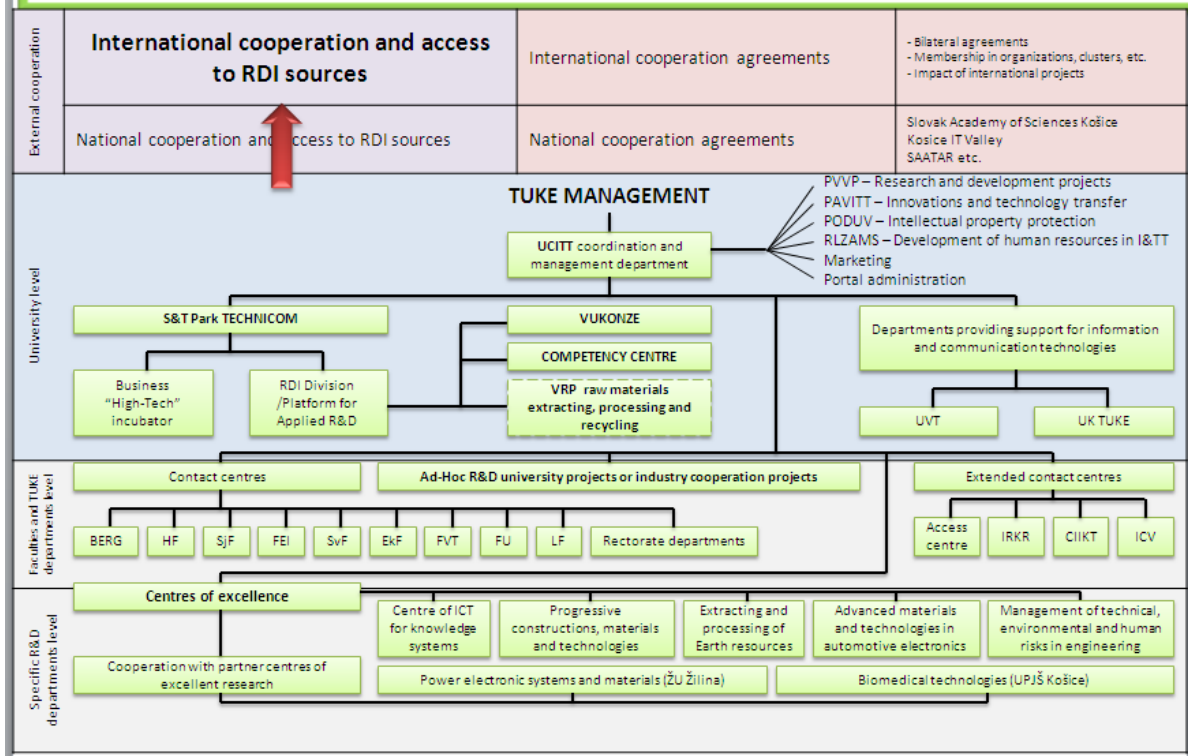 External cooperation
International cooperation and access
to RDI sources
International cooperation agreements
- Bilateral agreements
- Membership in organizations, clusters, etc.
- Impact of international projects
National cooperation and access to RDI sources
National cooperation agreements
Slovak Academy of Sciences Košice
Kosice IT Valley
SAATAR etc.
University level
TUKE MANAGEMENT
UCITT coordination and
management department
PVVP – Research and development projects
PAVITT – Innovations and technology transfer
PODUV – Intellectual property protection
RLZAMS – Development of human resources in I&TT
Marketing
Portal administration
S&T Park TECHNICOM
Business
"High-Tech"
incubator
RDI Division
/Platform for
Applied R&D
VUKONZE
COMPETENCY CENTRE
VRP raw materials
extracting, processing and
recycling
Departments providing support for information
and communication technologies
UVT
UK TUKE
Faculties and TUKE
departments level
Contact centres
Ad-Hoc R&D university projects or industry cooperation projects
Extended contact centres
BERG
HF
SjF
FEI
SvF
EkF
FVT
FU
LF
Rectorate departments
Access
centre
IRKR
CIIKT
ICV
Specific R&D
departments level
Centres of excellence
Centre of ICT
for knowledge
systems
Progressive
constructions, materials
and technologies
Extracting and
processing of
Earth resources
Advanced materials
and technologies in
automotive electronics
Management of technical,
environmental and human
risks in engineering
Cooperation with partner centres of
excellent research
Power electronic systems and materials (ŽU Žilina)
Biomedical technologies (UPJŠ Košice)